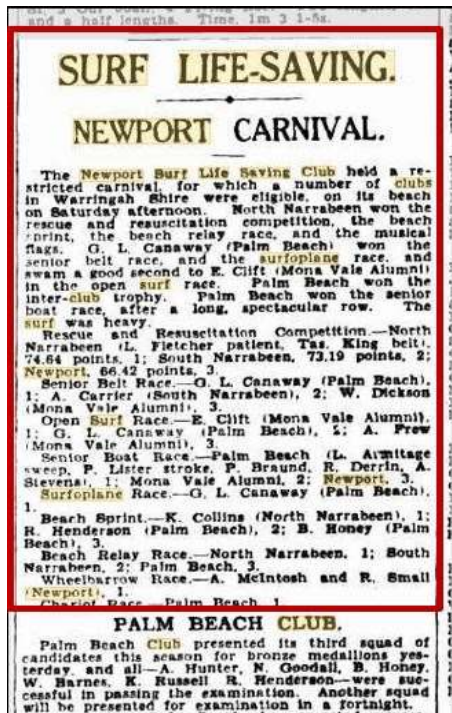 and a half lengths. Time, 1m 3 1-5s.
SURF LIFE-SAVING.
NEWPORT CARNIVAL.
The Newport Surf Life Saving Club held a re-
stricted carnival, for which a number of clubs
in Warringah Shire were eligible, on its beach
on Saturday afternoon. North Narrabeen won the
rescue and resuscitation competition, the beach
sprint, the beach relay race, and the musical
flags. G. L. Canaway (Palm Beach) won the
senior belt race, and the surfoplane race, and
swam a good second to E. Clift (Mona Vale Alumni)
in the open surf race. Palm Beach won the
inter-club trophy. Palm Beach won the senior
boat race, after a long, spectacular row. The
surf was heavy.
Rescue and Resuscitation Competition.—North
Narrabeen (L. Fletcher patient, Tas. King belt),
74.64 points, 1; South Narrabeen, 73.19 points, 2;
Newport, 66.42 points, 3.
Senior Belt Race.—G. L. Canaway (Palm Beach),
1; A. Carrier (South Narrabeen), 2; W. Dickson
(Mona Vale Alumni), 3.
Open Surf Race.—E. Clift (Mona Vale Alumni),
1; G. L. Canaway (Palm Beach), 2; A. Prew
(Mona Vale Alumni), 3.
Senior Boat Race.—Palm Beach (L. Armitage
sweep, P. Lister stroke, P. Braund, R. Derrin, A.
Stevens), 1; Mona Vale Alumni, 2; Newport, 3.
Surfoplane Race.—G. L. Canaway (Palm Beach),
1.
Beach Sprint.—K. Collins (North Narrabeen), 1;
R. Henderson (Palm Beach), 2; B. Honey (Palm
Beach), 3.
Beach Relay Race.—North Narrabeen, 1; South
Narrabeen, 2; Palm Beach, 3.
Wheelbarrow Race.—A. McIntosh and R. Small
(Newport), 1.
Chariot Race.—Palm Beach, 1.
PALM BEACH CLUB.
Palm Beach Club presented its third squad of
candidates this season for bronze medallions yes-
terday, and all—A. Hunter, N. Goodall, B. Honey,
W. Barnes, K. Russell R. Henderson—were suc-
cessful in passing the examination. Another squad
will be presented for examination in a fortnight.